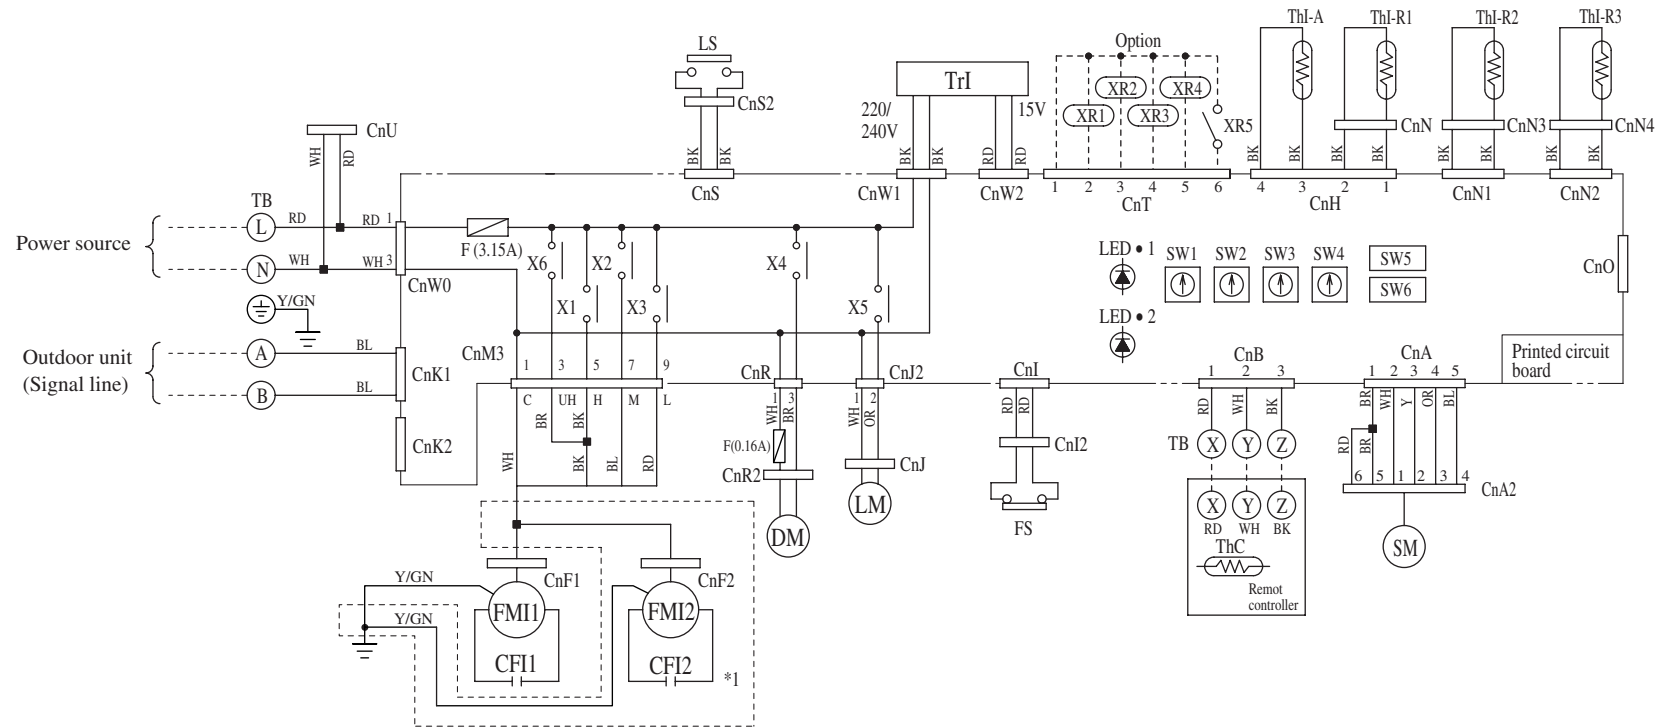 ThI-A ThI-R1 ThI-R2 ThI-R3
LS
Option
TrI
CnS2
220/
240V
15V
XR2 XR4
XR1 XR3 XR5
CnU
CnN CnN3 CnN4
WH RD
BK BK
BK BK RD RD
BK BK BK BK BK BK BK BK
CnS CnW1 CnW2
1 2 3 4 5 6
CnT
4 3 2 1
CnH
CnN1 CnN2
TB
L RD RD 1
Power source
N WH WH 3
CnW0
F (3.15A)
X6 X2 X4
X1 X3 X5
LED • 1
SW1 SW2 SW3 SW4 SW5
SW6
CnO
LED • 2
Y/GN
Outdoor unit
(Signal line)
A BL
B BL
CnK1
CnK2
CnM3
1 3 5 7 9
C UH H M L
BR BK
WH BK BL RD
CnR
1 3
WH BR
F(0.16A)
CnR2
DM
CnJ2
1 2
WH OR
CnJ
LM
CnI
RD RD
CnI2
FS
CnB
1 2 3
RD WH BK
TB X Y Z
X Y Z
RD WH BK
ThC
Remot
controller
CnA
1 2 3 4 5
BR WH Y OR BL
RD BR
6 5 1 2 3 4
CnA2
SM
Printed circuit
board
CnF1 CnF2
Y/GN
FMI1 FMI2
Y/GN
CFI1 CFI2
*1